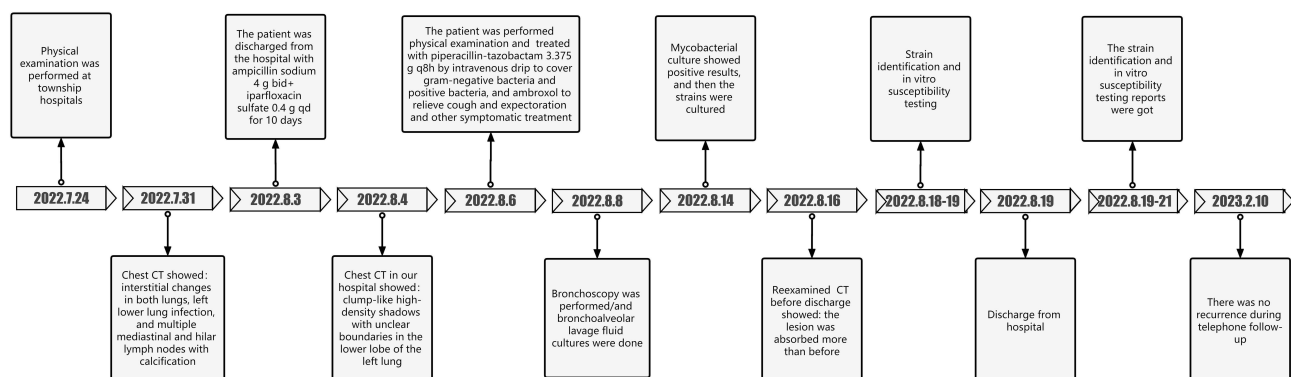 Physical
examination was
performed at
township
hospitals
The patient was
discharged from
the hospital with
ampicillin sodium
4 g bid+
iparfloxacin
sulfate 0.4 g qd
for 10 days
The patient was performed
physical examination and treated
with piperacillin-tazobactam 3.375
g q8h by intravenous drip to cover
gram-negative bacteria and
positive bacteria, and ambroxol to
relieve cough and expectoration
and other symptomatic treatment
Mycobacterial
culture showed
positive results,
and then the
strains were
cultured
Strain
identification and
in vitro
susceptibility
testing
The strain
identification and
in vitro
susceptibility
testing reports
were got
2022.7.24
2022.7.31
2022.8.3
2022.8.4
2022.8.6
2022.8.8
2022.8.14
2022.8.16
2022.8.18-19
2022.8.19
2022.8.19-21
2023.2.10
Chest CT showed:
interstitial changes
in both lungs, left
lower lung infection,
and multiple
mediastinal and hilar
lymph nodes with
calcification
Chest CT in our
hospital showed:
clump-like high-
density shadows
with unclear
boundaries in the
lower lobe of the
left lung
Bronchoscopy was
performed/and
bronchoalveolar
lavage fluid
cultures were done
Reexamined CT
before discharge
showed: the
lesion was
absorbed more
than before
Discharge from
hospital
There was no
recurrence during
telephone follow-
up